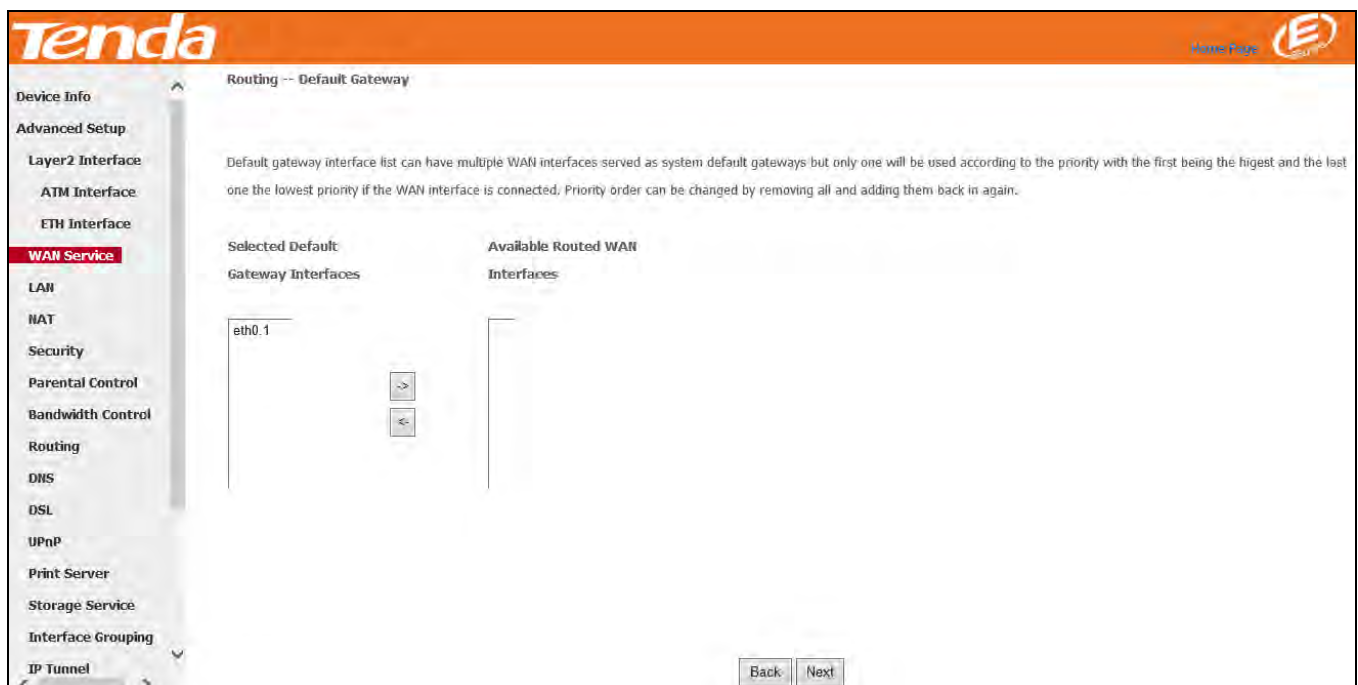 Tenda
Home Page
Device Info
Advanced Setup
Layer2 Interface
ATM Interface
ETH Interface
WAN Service
LAN
NAT
Security
Parental Control
Bandwidth Control
Routing
DNS
DSL
UPnP
Print Server
Storage Service
Interface Grouping
IP Tunnel
Routing -- Default Gateway
Default gateway interface list can have multiple WAN interfaces served as system default gateways but only one will be used according to the priority with the first being the higest and the last
one the lowest priority if the WAN interface is connected. Priority order can be changed by removing all and adding them back in again.
Selected Default
Gateway Interfaces
Available Routed WAN
Interfaces
eth0.1
->
<-
Back Next